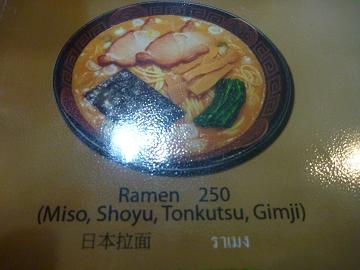 Ramen 250
(Miso, Shoyu, Tonkutsu, Gimji)
日本拉面 ราเมง